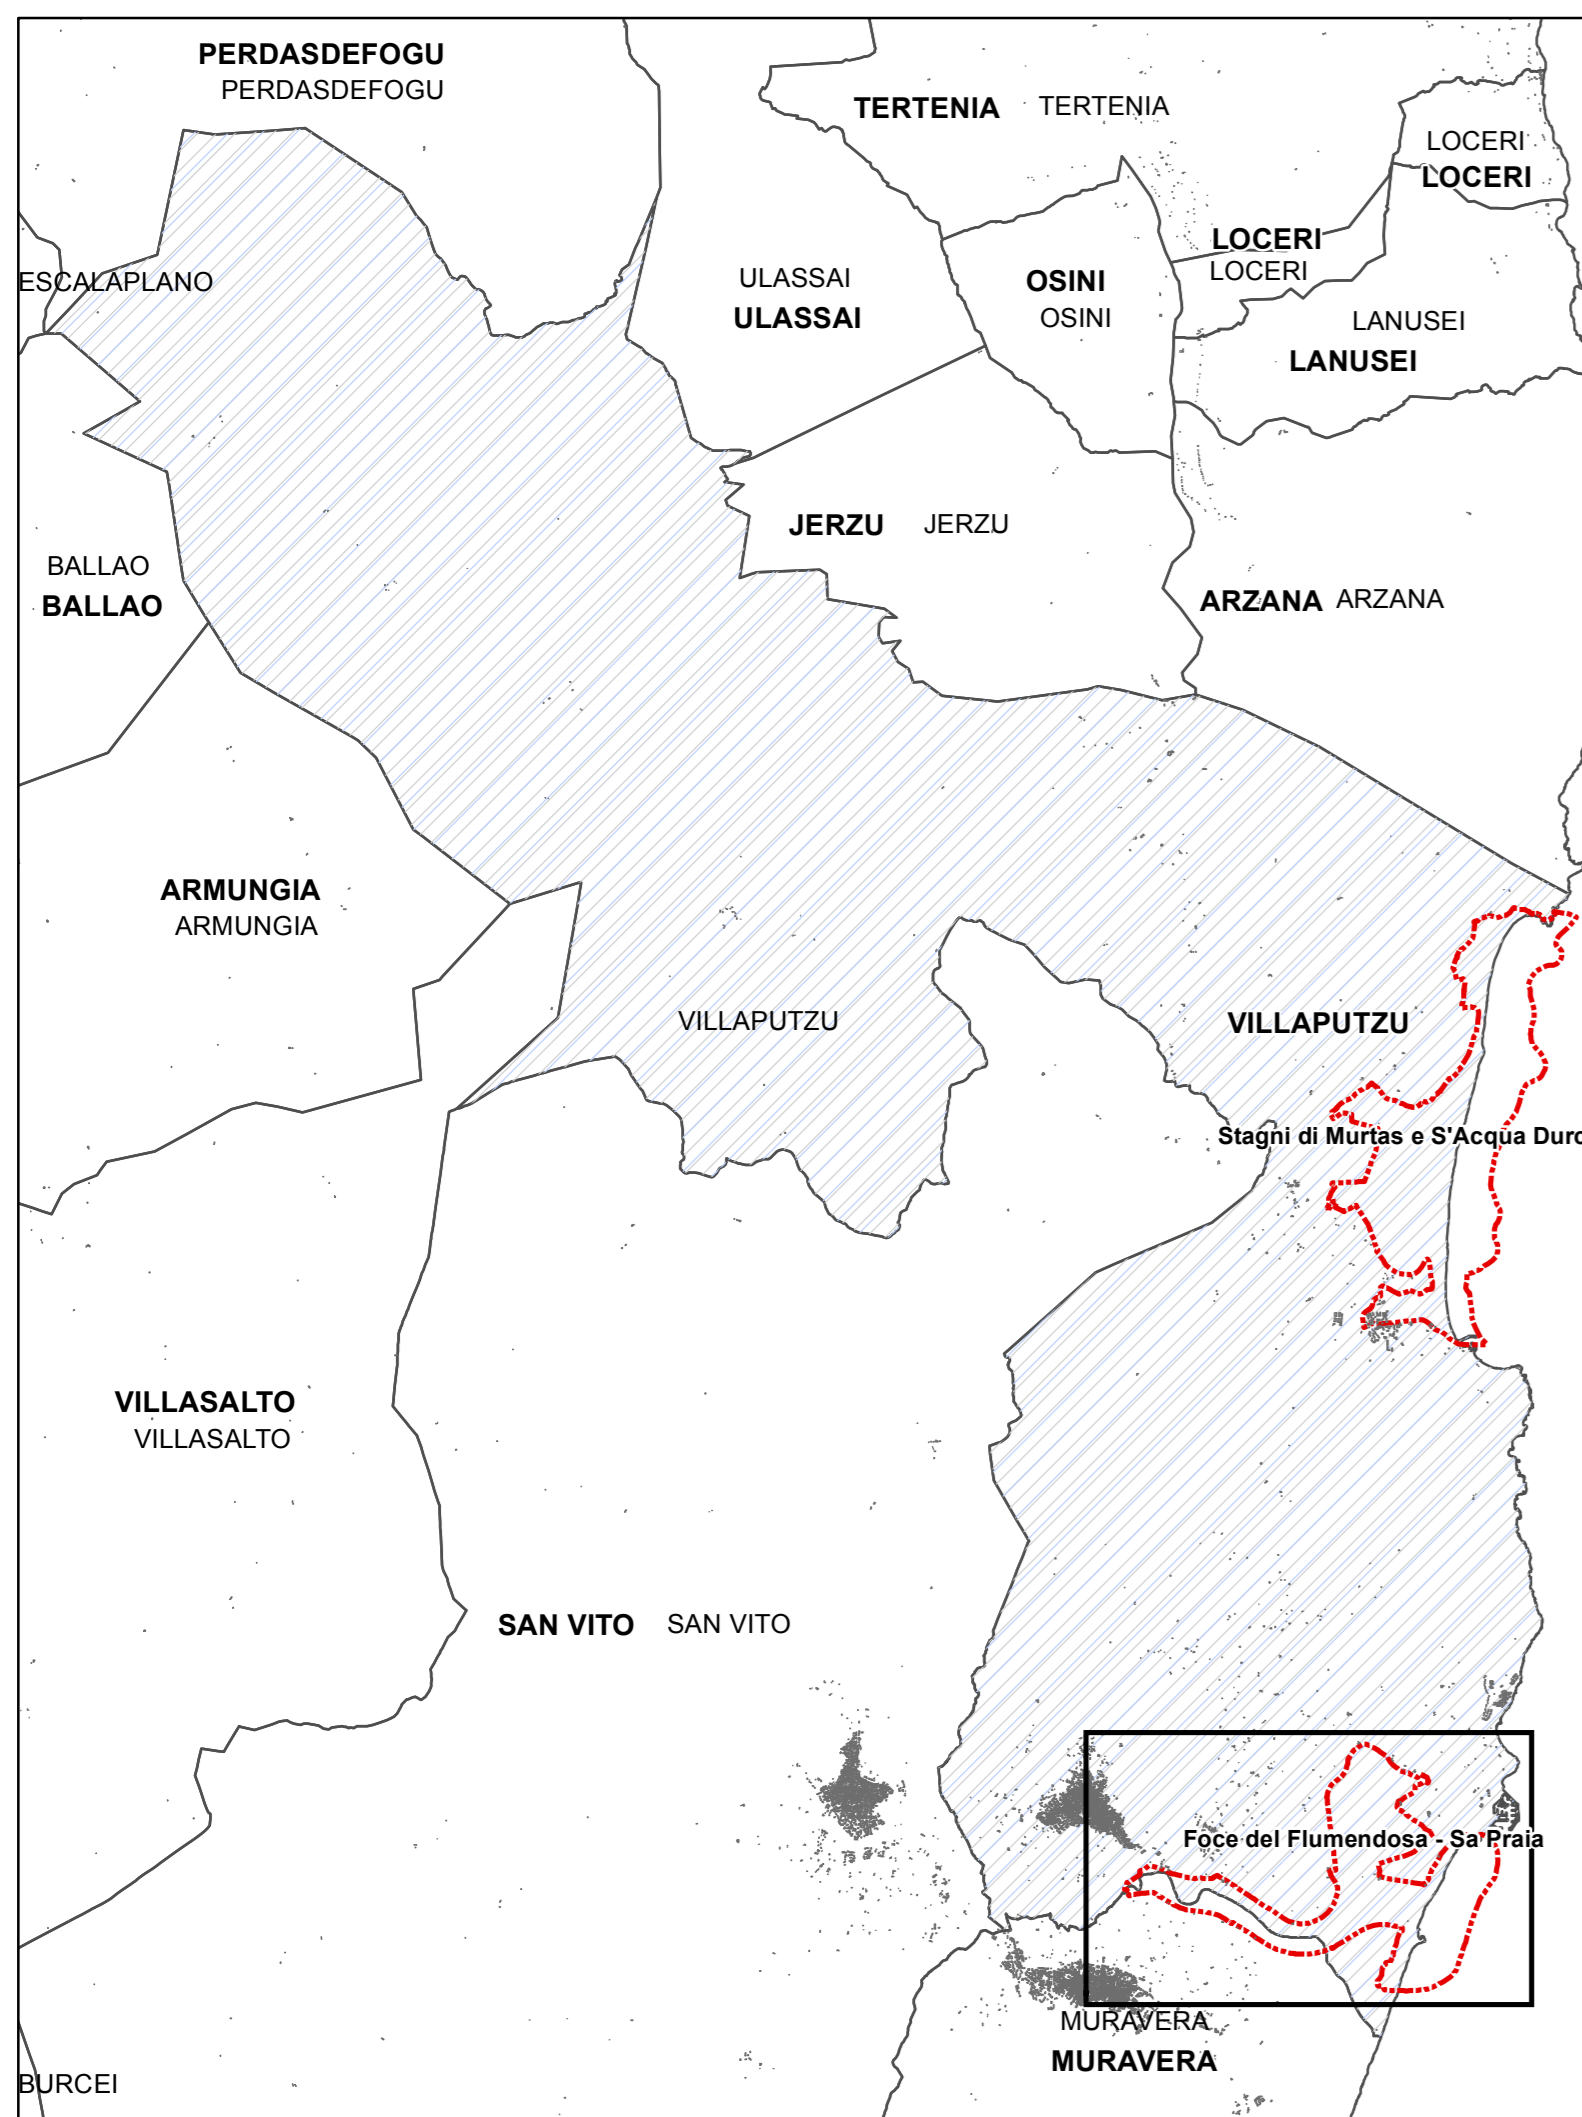 PERDASDEFOGU
PERDASDEFOGU
TERTENIA TERTENIA
LOCERI
LOCERI
LOCERI
LOCERI
ESCALAPLANO
ULASSAI
ULASSAI
OSINI
OSINI
LANUSEI
LANUSEI
JERZU JERZU
BALLAO
BALLAO
ARZANA ARZANA
ARMUNGIA
ARMUNGIA
VILLAPUTZU
VILLAPUTZU
Stagni di Murtas e S'Acqua Durc
VILLASALTO
VILLASALTO
SAN VITO SAN VITO
Foce del Flumendosa - Sa Praia
MURAVERA
MURAVERA
BURCEI